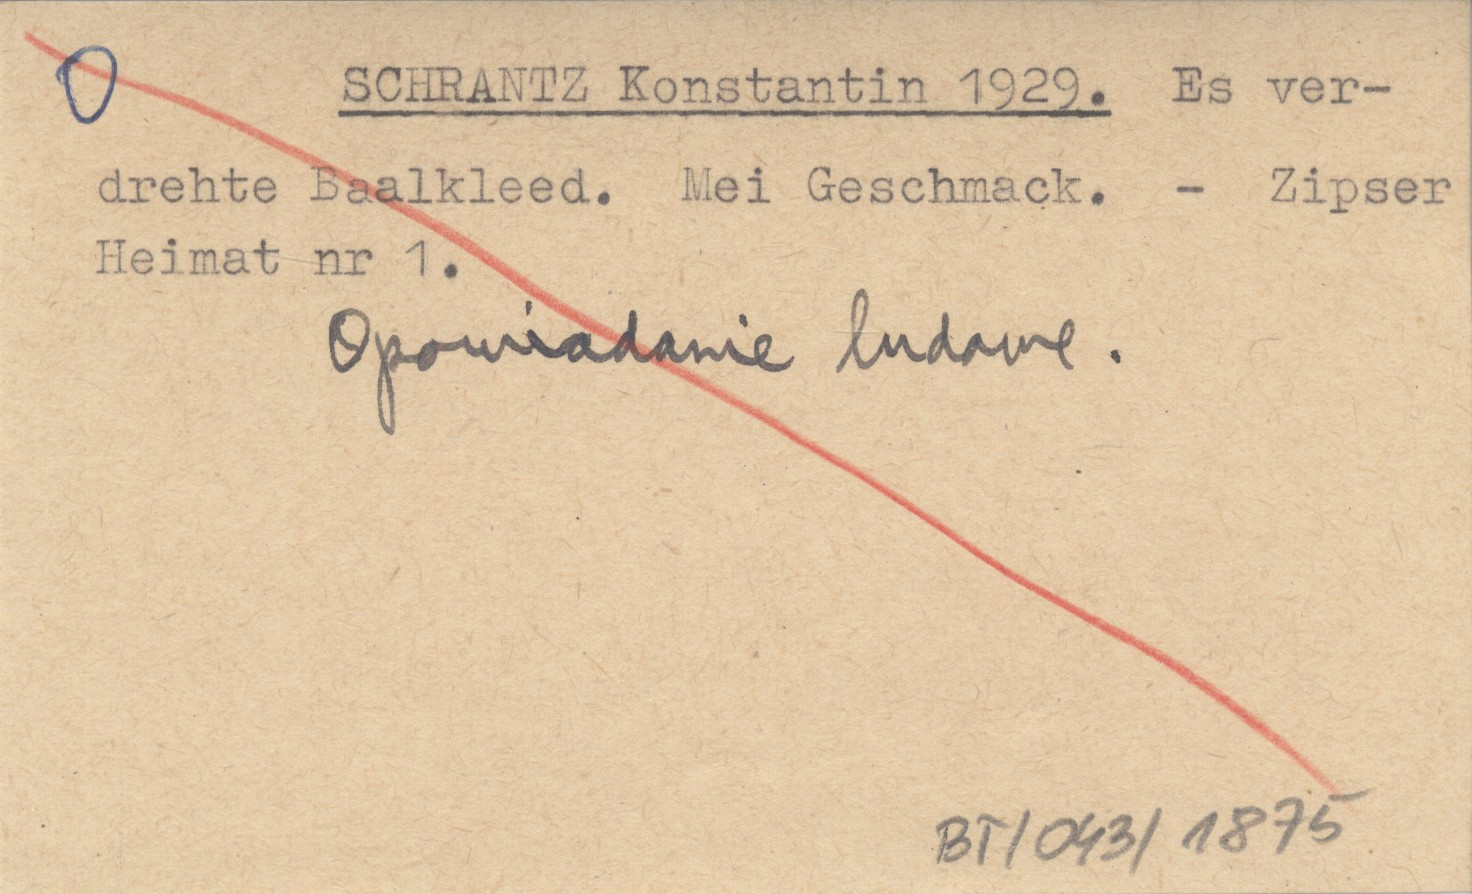 SCHRANTZ Konstantin 1929. Es ver-
drehte Baalkleed. Mei Geschmack. - Zipser
Heimat nr 1.
Opowiadanie ludowe.
BT/043/1875